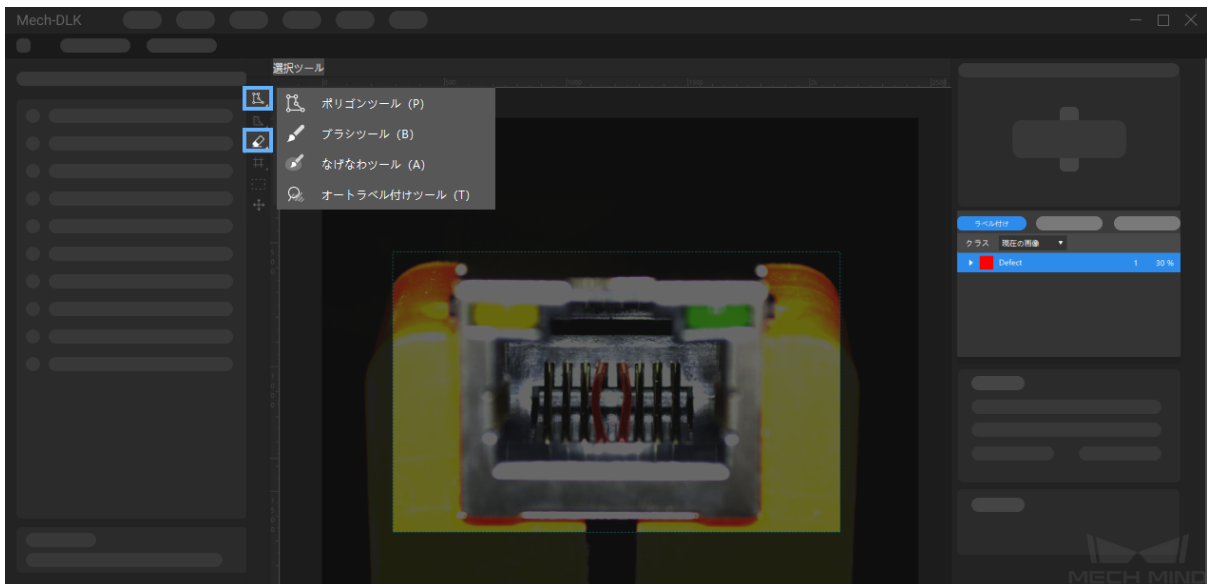 Mech-DLK
選択ツール
ポリゴンツール (P)
ブラシツール (B)
なげなわツール (A)
オートラベル付けツール (T)
ラベル付け
クラス 現在の画像
Defect 1 30 %
MECH MIND